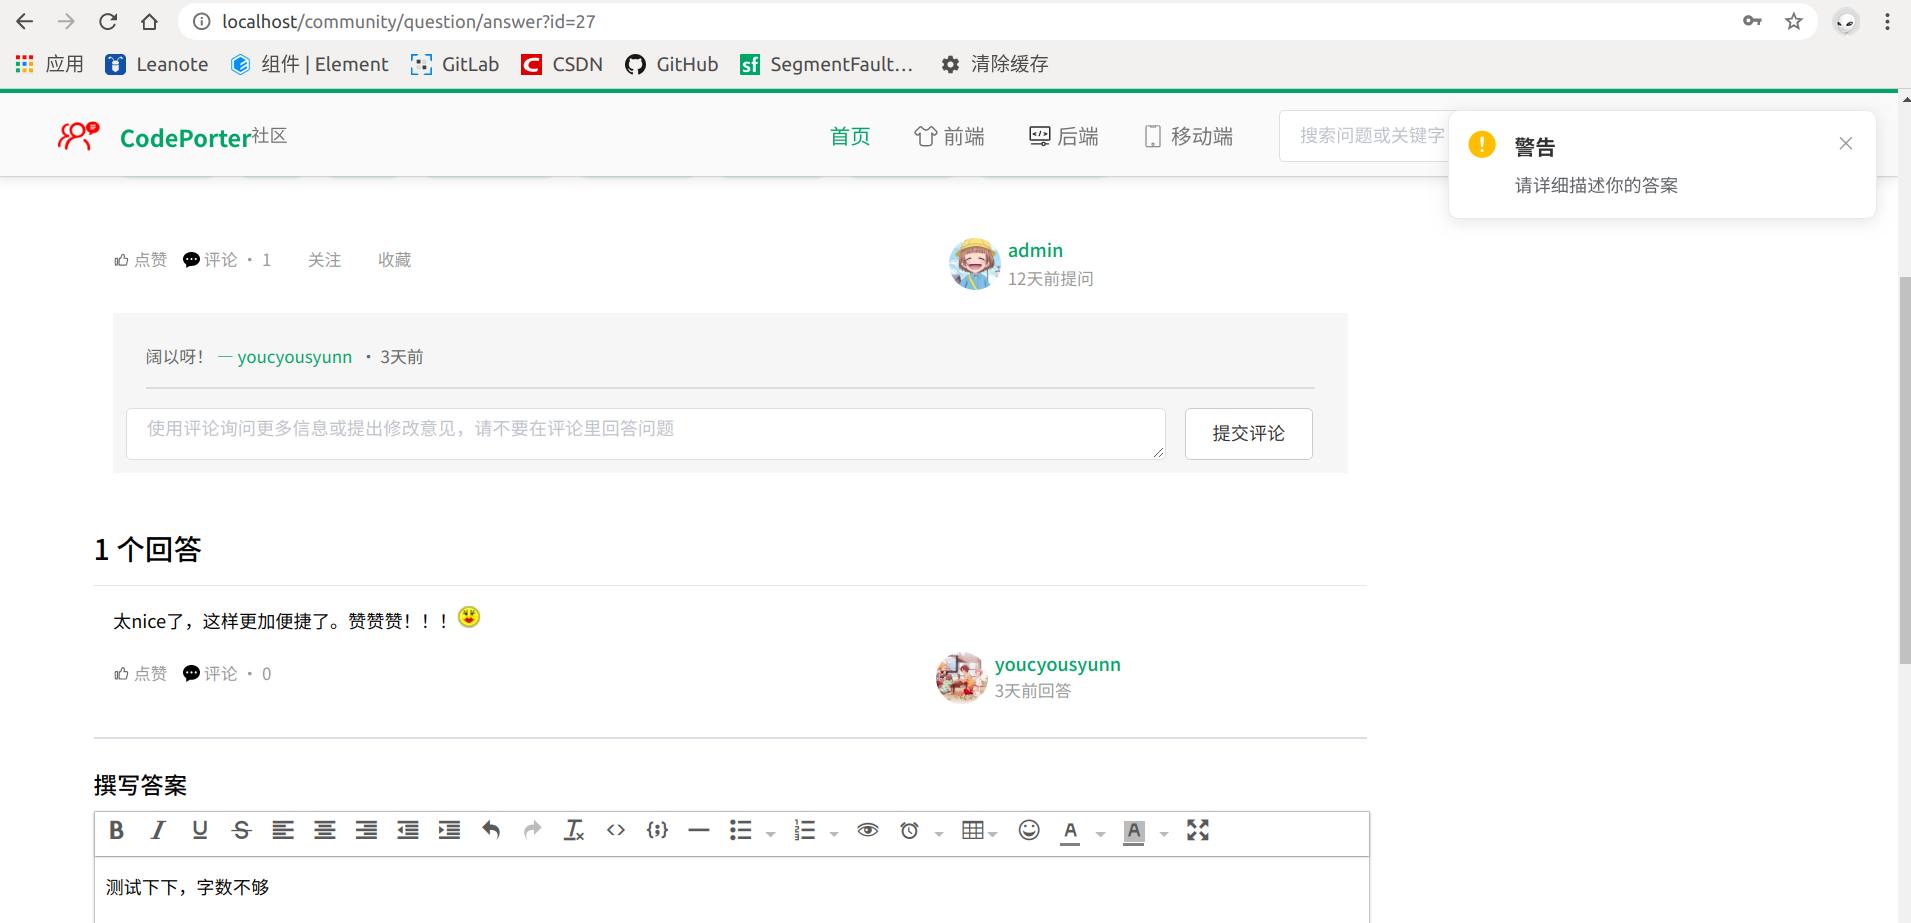 localhost/community/question/answer?id=27
应用 Leanote 组件 | Element GitLab CSDN GitHub SegmentFault... 清除缓存
CodePorter社区 首页 前端 后端 移动端 搜索问题或关键字
警告
请详细描述你的答案
点赞 评论 · 1 关注 收藏
admin
12天前提问
阔以呀！ — youcyousyunn · 3天前
使用评论询问更多信息或提出修改意见，请不要在评论里回答问题
提交评论
1 个回答
太nice了，这样更加便捷了。赞赞赞！！！
点赞 评论 · 0
youcyousyunn
3天前回答
撰写答案
测试下下，字数不够